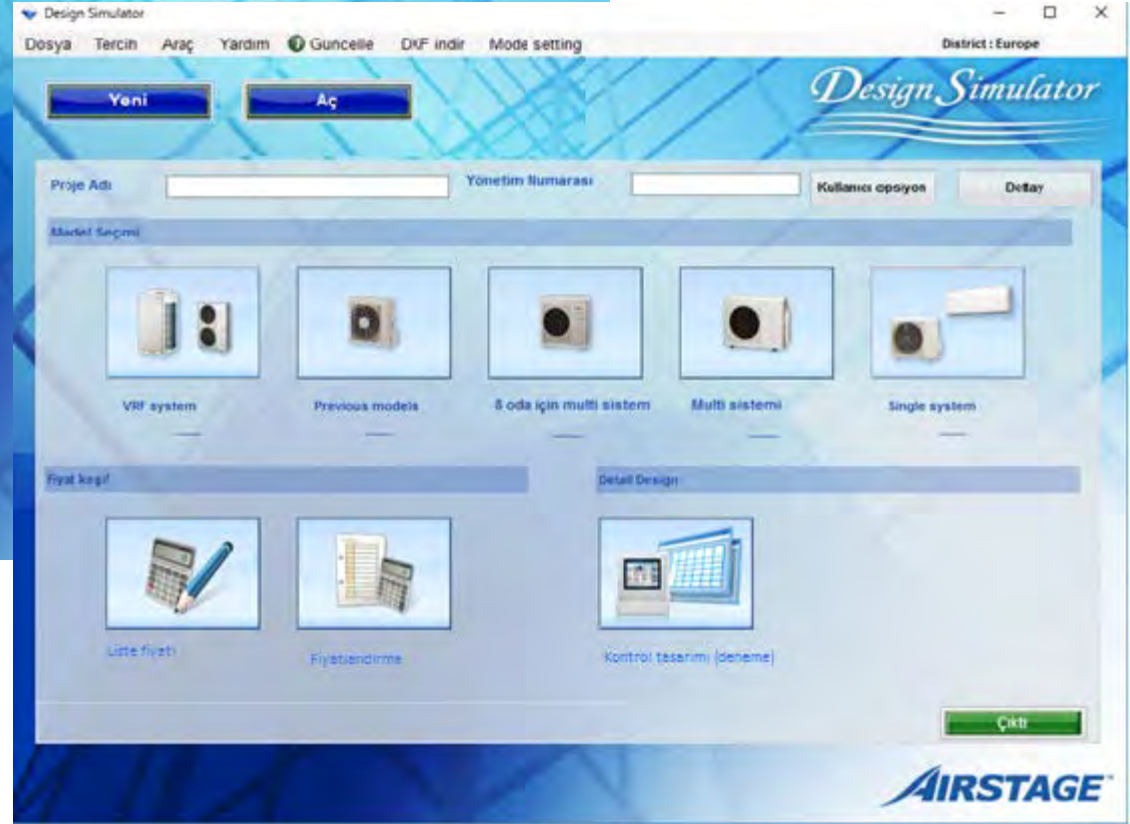 Design Simulator
Dosya Tercih Araç Yardım Guncelle DXF indir Mode setting District : Europe
Yeni Aç Design Simulator
Proje Adı Yönetim Numarası Kullanıcı opsiyon Detay
Model Seçimi
VRF system Previous models 8 oda için multi sistem Multi sistemi Single system
Fiyat keşif Detail Design
Liste fiyatı Fiyatlandırma Kontrol tasarımı (deneme)
Çıktı
AIRSTAGE